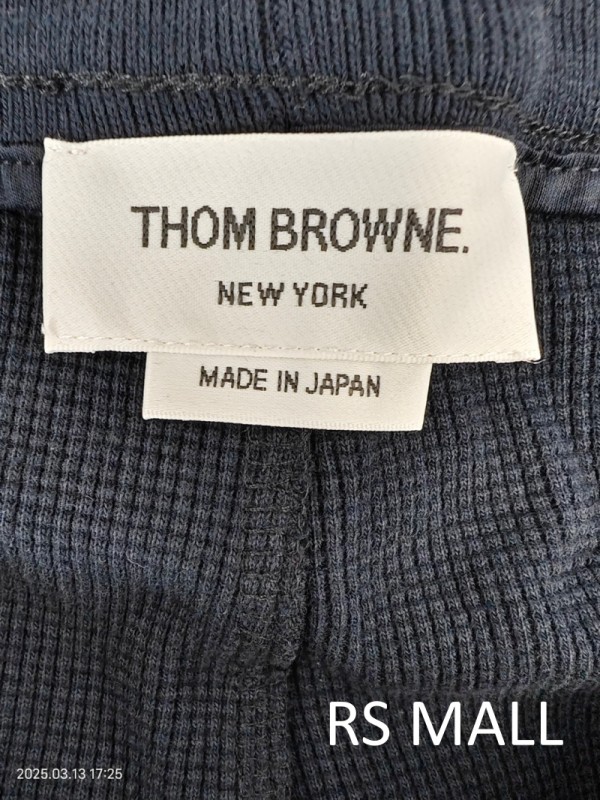 THOM BROWNE.
NEW YORK
MADE IN JAPAN
RS MALL
2025.03.13 17:25